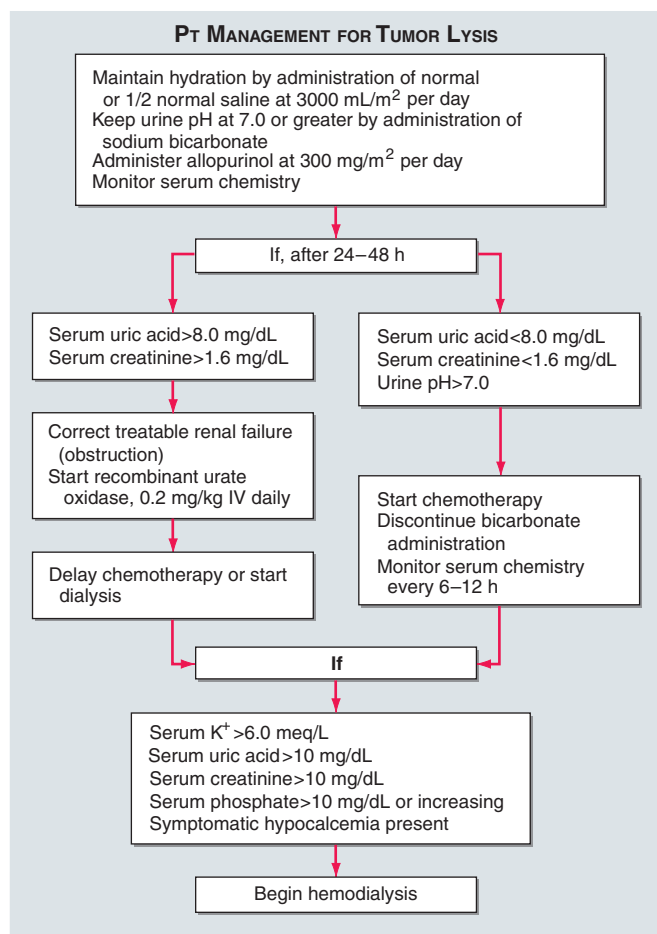 PT MANAGEMENT FOR TUMOR LYSIS
Maintain hydration by administration of normal
or 1/2 normal saline at 3000 mL/m² per day
Keep urine pH at 7.0 or greater by administration of
sodium bicarbonate
Administer allopurinol at 300 mg/m² per day
Monitor serum chemistry
If, after 24–48 h
Serum uric acid>8.0 mg/dL
Serum creatinine>1.6 mg/dL
Correct treatable renal failure
(obstruction)
Start recombinant urate
oxidase, 0.2 mg/kg IV daily
Delay chemotherapy or start
dialysis
Serum uric acid<8.0 mg/dL
Serum creatinine<1.6 mg/dL
Urine pH>7.0
Start chemotherapy
Discontinue bicarbonate
administration
Monitor serum chemistry
every 6–12 h
If
Serum K⁺>6.0 meq/L
Serum uric acid>10 mg/dL
Serum creatinine>10 mg/dL
Serum phosphate>10 mg/dL or increasing
Symptomatic hypocalcemia present
Begin hemodialysis